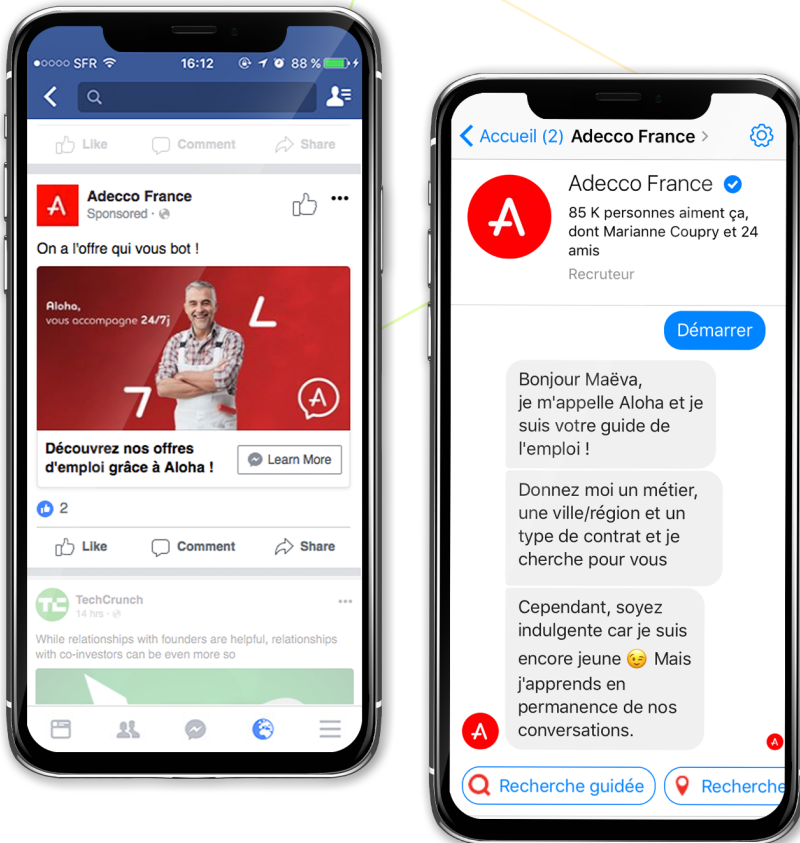 SFR 16:12 88 %
Like Comment Share
Adecco France
Sponsored ·
On a l'offre qui vous bot !
Aloha,
vous accompagne 24/7j
7
L
A
Découvrez nos offres
d'emploi grâce à Aloha !
Learn More
2
Like Comment Share
TechCrunch
14 hrs ·
While relationships with founders are helpful, relationships
with co-investors can be even more so
Accueil (2) Adecco France >
Adecco France
85 K personnes aiment ça,
dont Marianne Coupry et 24
amis
Recruteur
Démarrer
Bonjour Maëva,
je m'appelle Aloha et je
suis votre guide de
l'emploi !
Donnez moi un métier,
une ville/région et un
type de contrat et je
cherche pour vous
Cependant, soyez
indulgente car je suis
encore jeune 😉 Mais
j'apprends en
permanence de nos
conversations.
Recherche guidée
Recherche